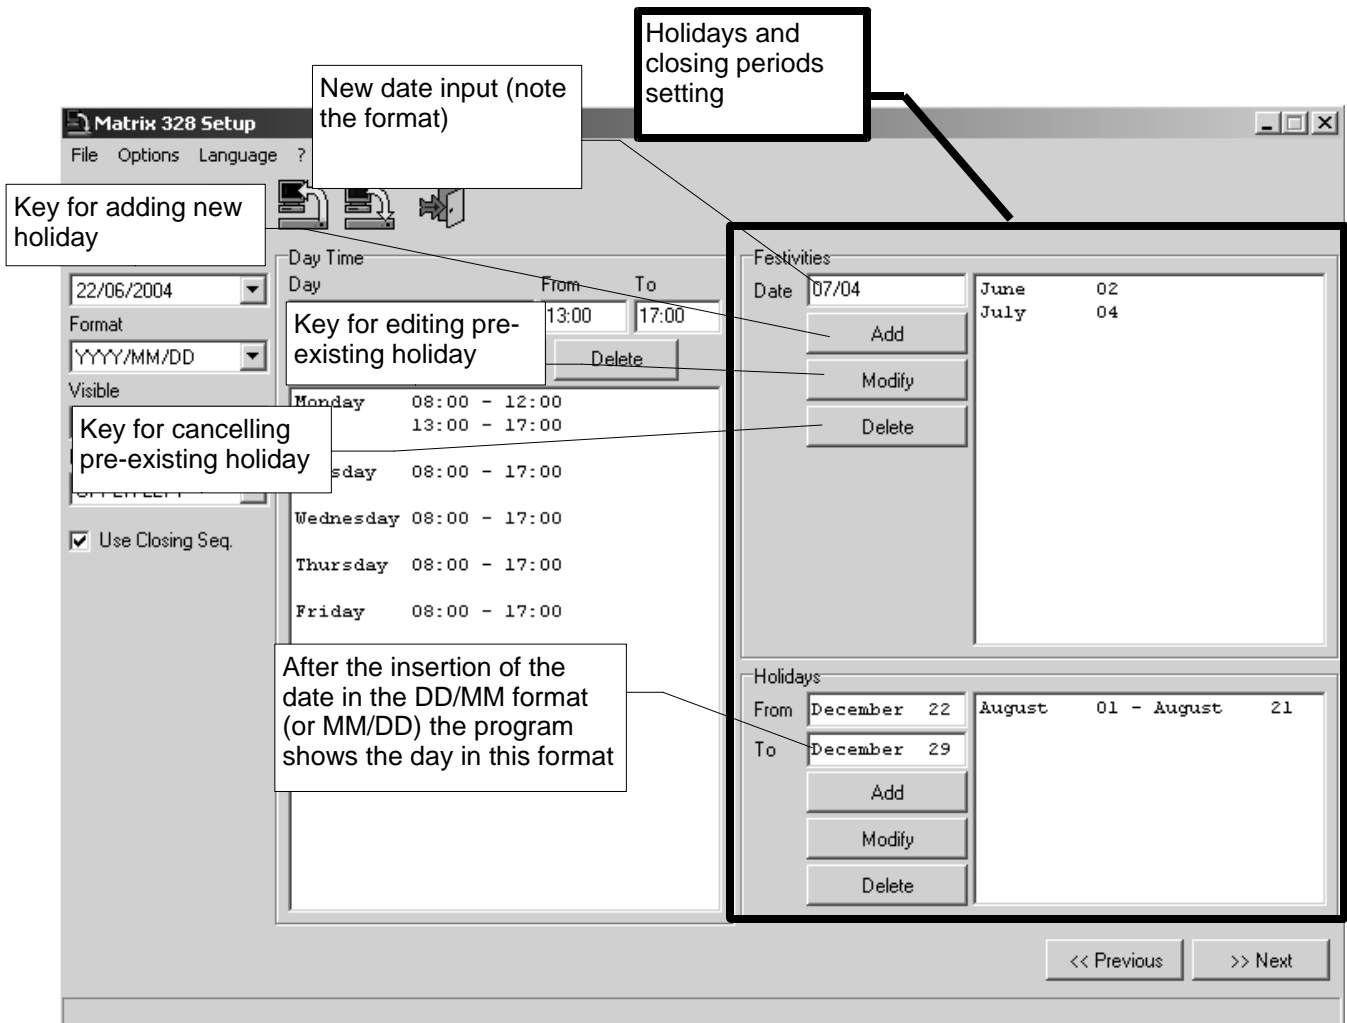 Holidays and
closing periods
setting
New date input (note
the format)
Matrix 328 Setup
File Options Language ?
Key for adding new
holiday
22/06/2004
Format
YYYY/MM/DD
Visible
Key for cancelling
pre-existing holiday
Use Closing Seq.
Day Time
Day From To
13:00 17:00
Key for editing pre-
existing holiday
Delete
Monday 08:00 - 12:00
13:00 - 17:00
08:00 - 17:00
Wednesday 08:00 - 17:00
Thursday 08:00 - 17:00
Friday 08:00 - 17:00
After the insertion of the
date in the DD/MM format
(or MM/DD) the program
shows the day in this format
Festivities
Date 07/04
Add
Modify
Delete
June 02
July 04
Holidays
From December 22
To December 29
Add
Modify
Delete
August 01 - August 21
<< Previous >> Next